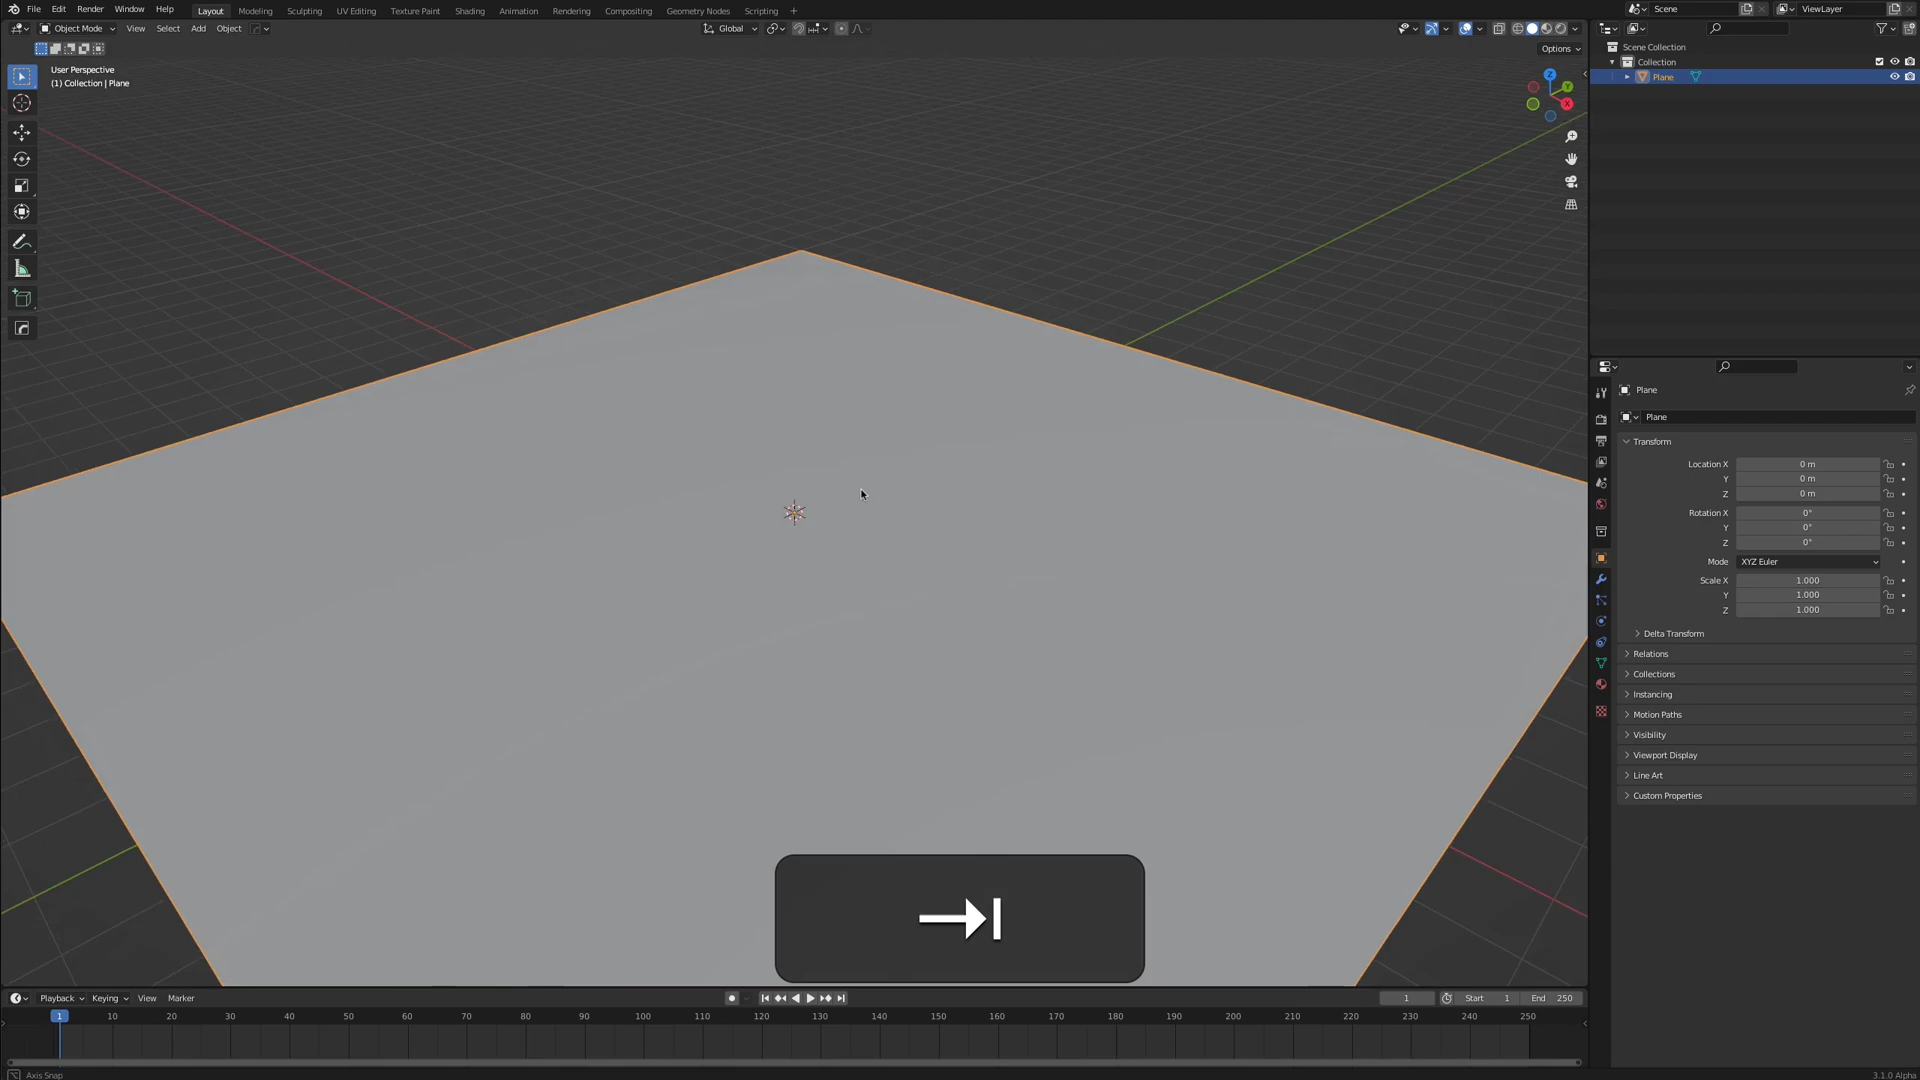 File Edit Render Window Help Layout Modeling Sculpting UV Editing Texture Paint Shading Animation Rendering Compositing Geometry Nodes Scripting + Scene ViewLayer
Object Mode View Select Add Object Global
Options
User Perspective
(1) Collection | Plane
Z
Y
X
Scene Collection
Collection
Plane
Plane
Plane
Transform
Location X 0 m
Y 0 m
Z 0 m
Rotation X 0°
Y 0°
Z 0°
Mode XYZ Euler
Scale X 1.000
Y 1.000
Z 1.000
Delta Transform
Relations
Collections
Instancing
Motion Paths
Visibility
Viewport Display
Line Art
Custom Properties
Playback Keying View Marker 1 Start 1 End 250
1 10 20 30 40 50 60 70 80 90 100 110 120 130 140 150 160 170 180 190 200 210 220 230 240 250
Axis Snap 3.1.0 Alpha